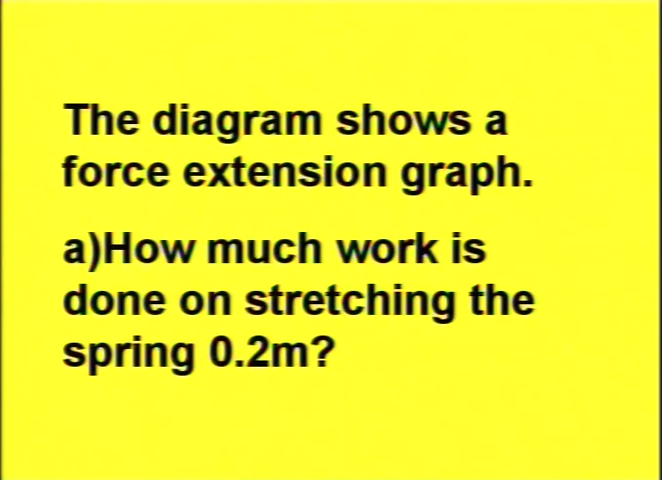 The diagram shows a
force extension graph.
a)How much work is
done on stretching the
spring 0.2m?